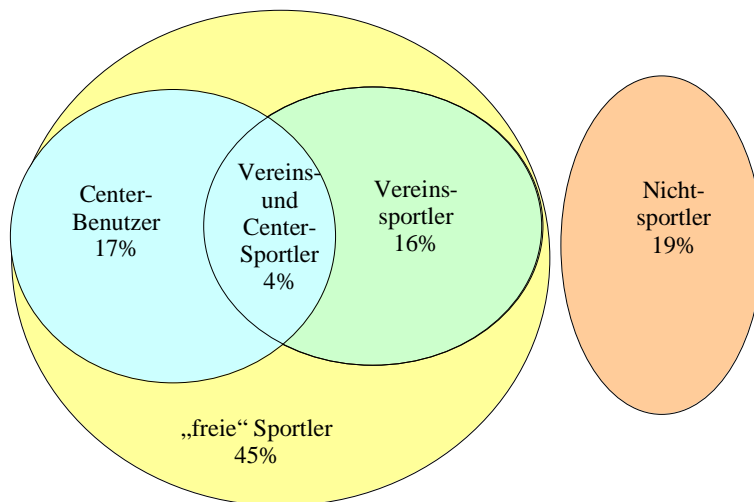 Center-
Benutzer
17%
Vereins-
und
Center-
Sportler
4%
Vereins-
sportler
16%
Nicht-
sportler
19%
„freie“ Sportler
45%